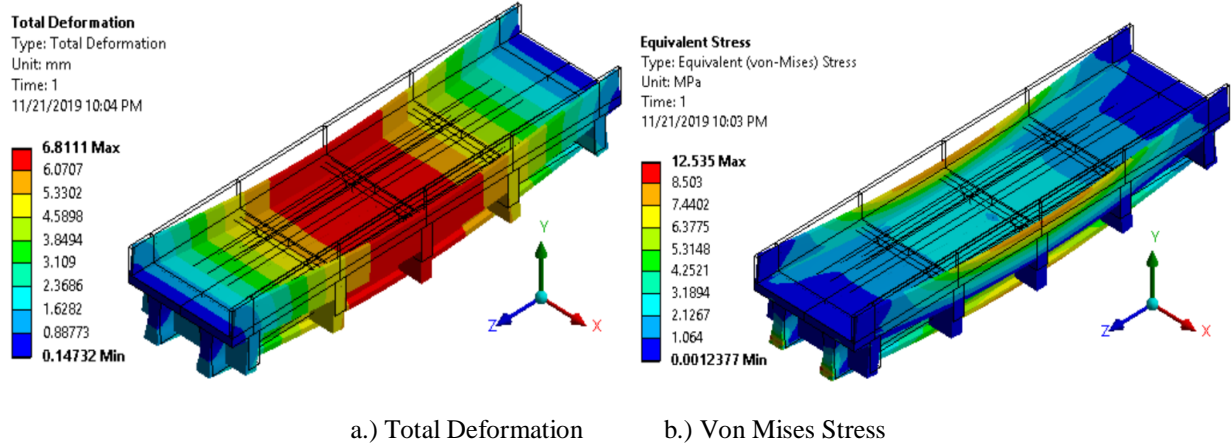 Total Deformation
Type: Total Deformation
Unit: mm
Time: 1
11/21/2019 10:04 PM
6.8111 Max
6.0707
5.3302
4.5898
3.8494
3.109
2.3686
1.6282
0.88773
0.14732 Min
Y
Z
X
Equivalent Stress
Type: Equivalent (von-Mises) Stress
Unit: MPa
Time: 1
11/21/2019 10:03 PM
12.535 Max
8.503
7.4402
6.3775
5.3148
4.2521
3.1894
2.1267
1.064
0.0012377 Min
Y
Z
X
a.) Total Deformation
b.) Von Mises Stress